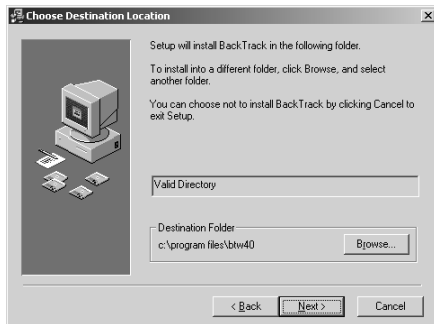 Choose Destination Location
Setup will install BackTrack in the following folder.
To install into a different folder, click Browse, and select
another folder.
You can choose not to install BackTrack by clicking Cancel to
exit Setup.
Valid Directory
Destination Folder
c:\program files\btw40
Browse...
< Back
Next >
Cancel